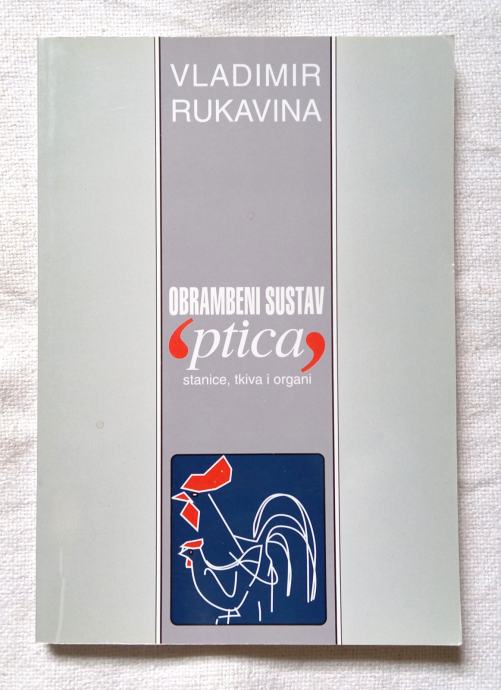 VLADIMIR
RUKAVINA
OBRAMBENI SUSTAV
‘ptica,
stanice, tkiva i organi